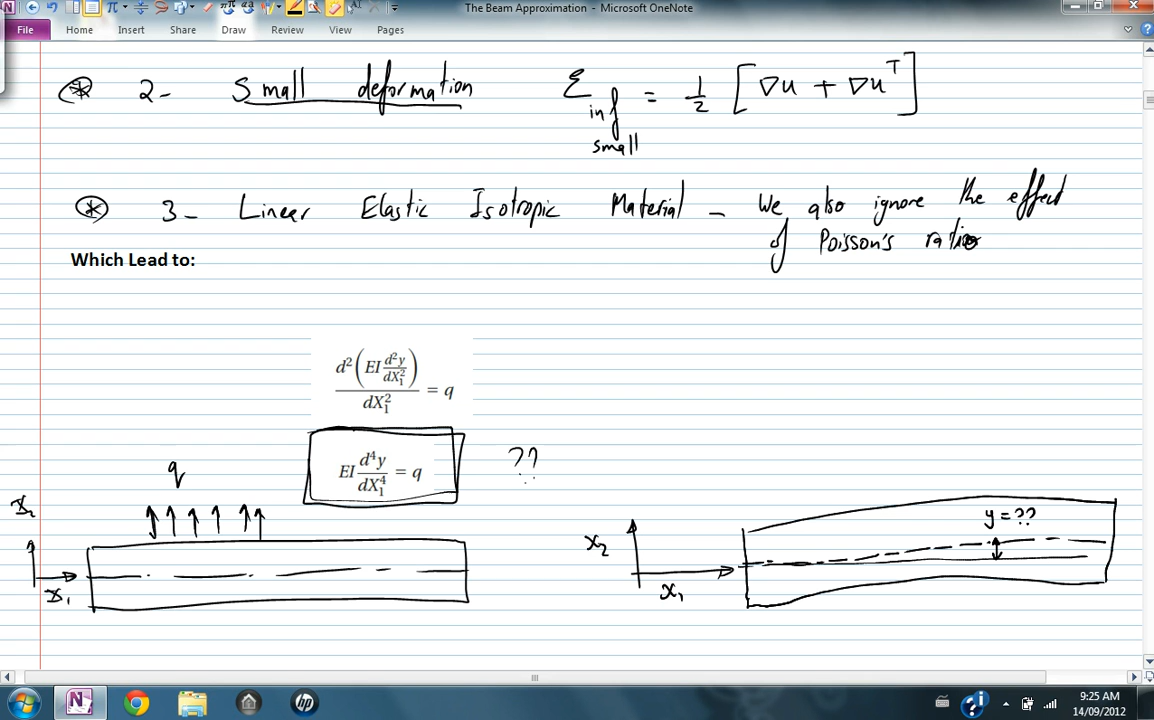 The Beam Approximation - Microsoft OneNote
File Home Insert Share Draw Review View Pages
* 2- Small deformation ε inf small = 1/2 [∇u + ∇uᵀ]
* 3- Linear Elastic Isotropic Material - We also ignore the effect
of Poisson's ratio
Which Lead to:
d²(EI d²y/dX₁²)/dX₁² = q
EI d⁴y/dX₁⁴ = q ??
q
X₂
X₁
X₂
X₁
y = ??
9:25 AM
14/09/2012